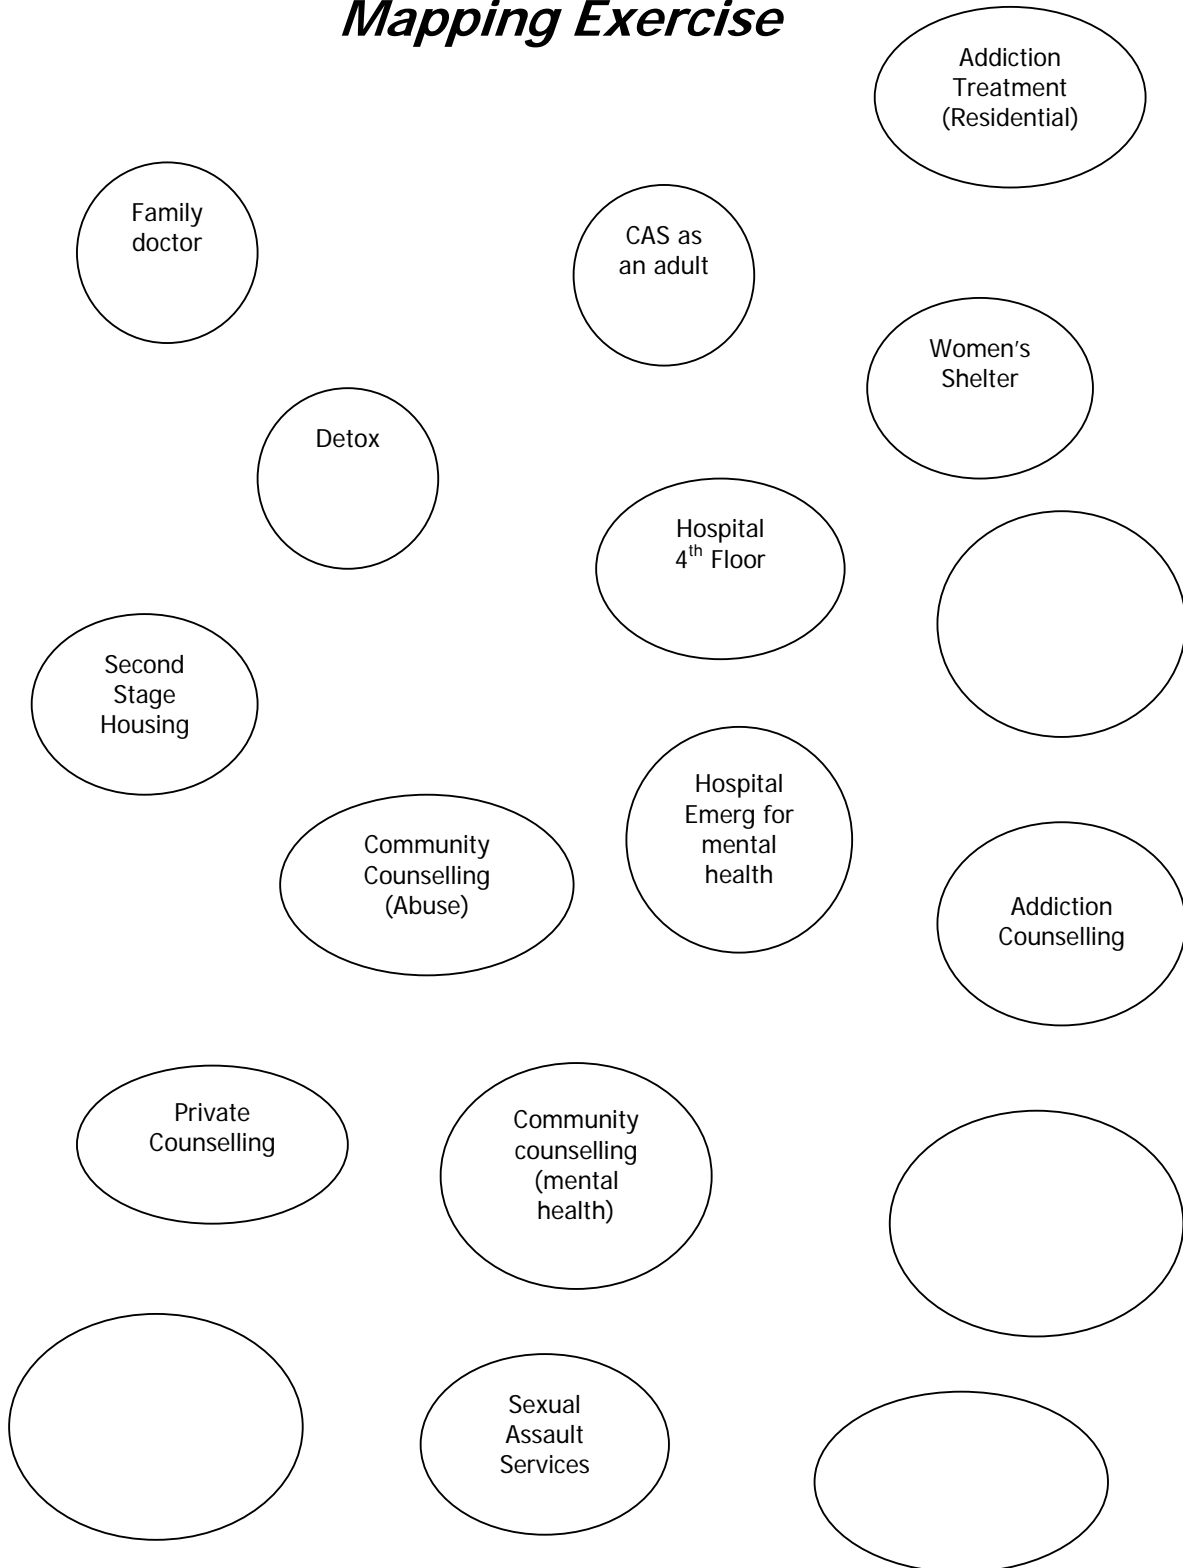 Mapping Exercise
Addiction
Treatment
(Residential)
Family
doctor
CAS as
an adult
Women's
Shelter
Detox
Hospital
4th Floor
Second
Stage
Housing
Hospital
Emerg for
mental
health
Community
Counselling
(Abuse)
Addiction
Counselling
Private
Counselling
Community
counselling
(mental
health)
Sexual
Assault
Services